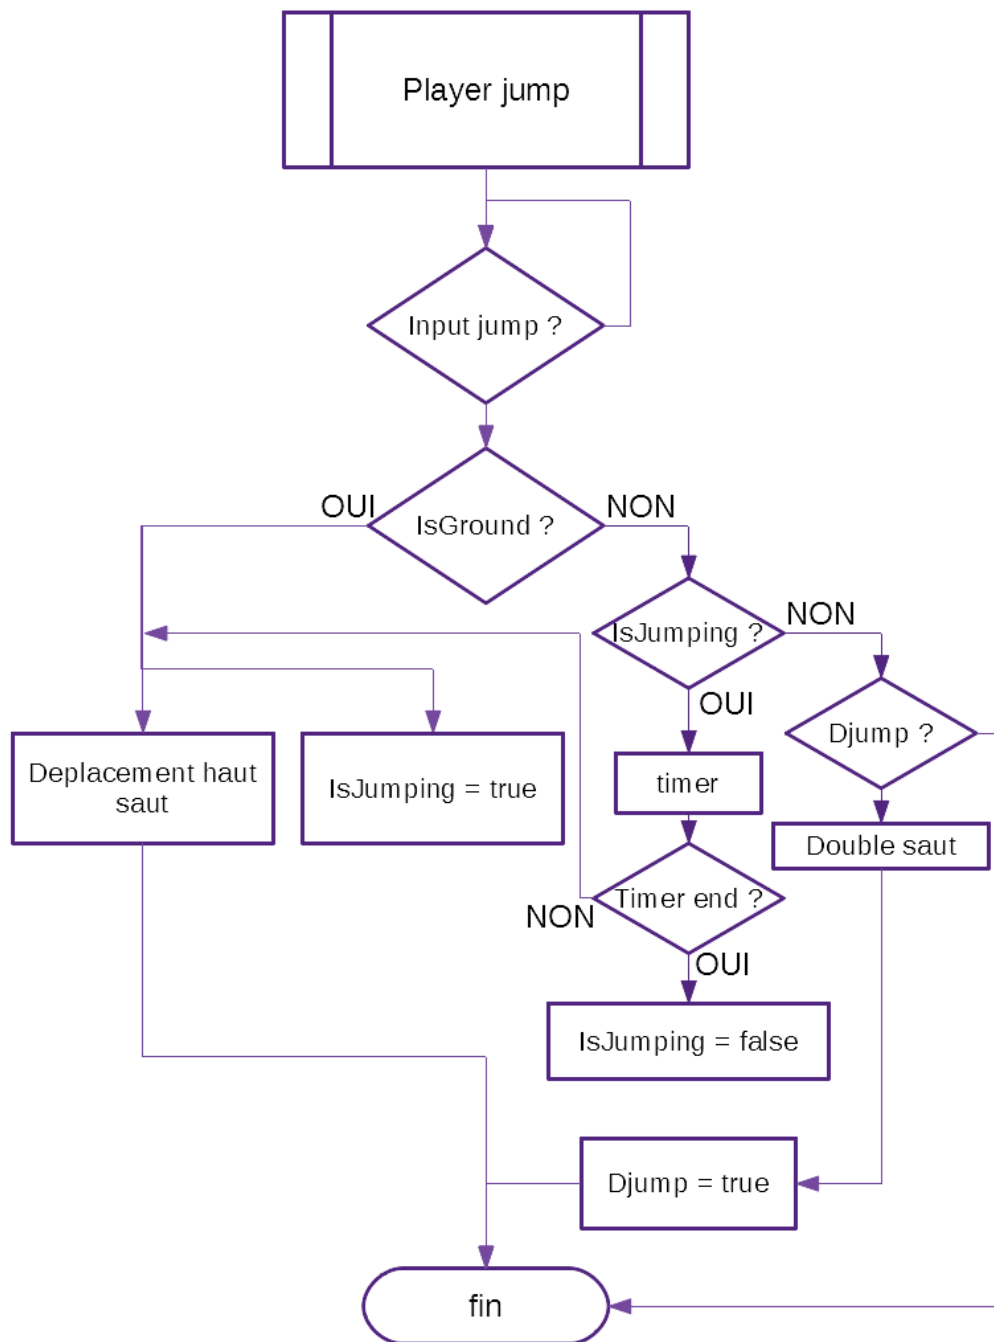 Player jump
Input jump ?
OUI
NON
IsGround ?
NON
IsJumping ?
OUI
Djump ?
Deplacement haut
saut
IsJumping = true
timer
Double saut
Timer end ?
NON
OUI
IsJumping = false
Djump = true
fin